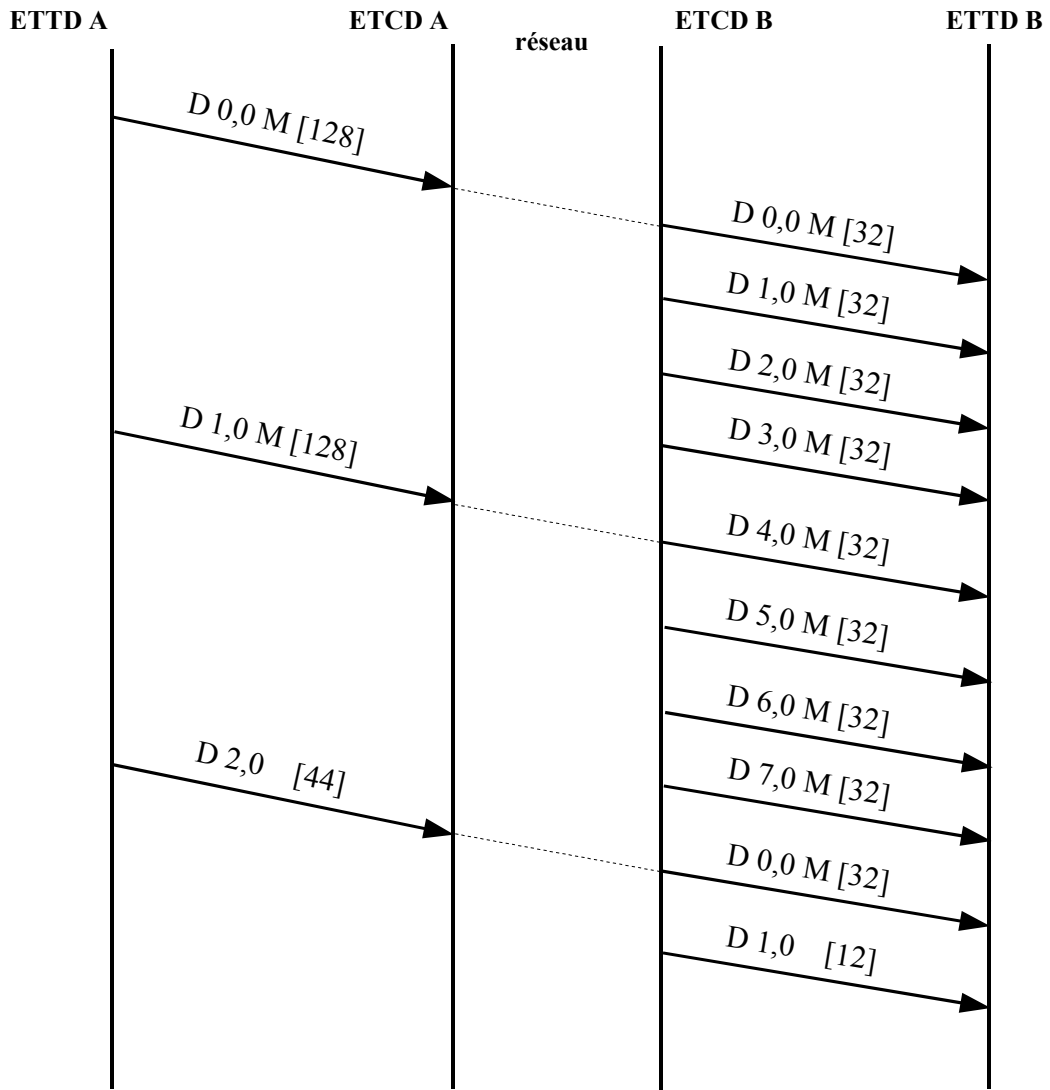 ETTD A
ETCD A
réseau
ETCD B
ETTD B
D 0,0 M [128]
D 0,0 M [32]
D 1,0 M [32]
D 2,0 M [32]
D 1,0 M [128]
D 3,0 M [32]
D 4,0 M [32]
D 5,0 M [32]
D 6,0 M [32]
D 2,0 [44]
D 7,0 M [32]
D 0,0 M [32]
D 1,0 [12]